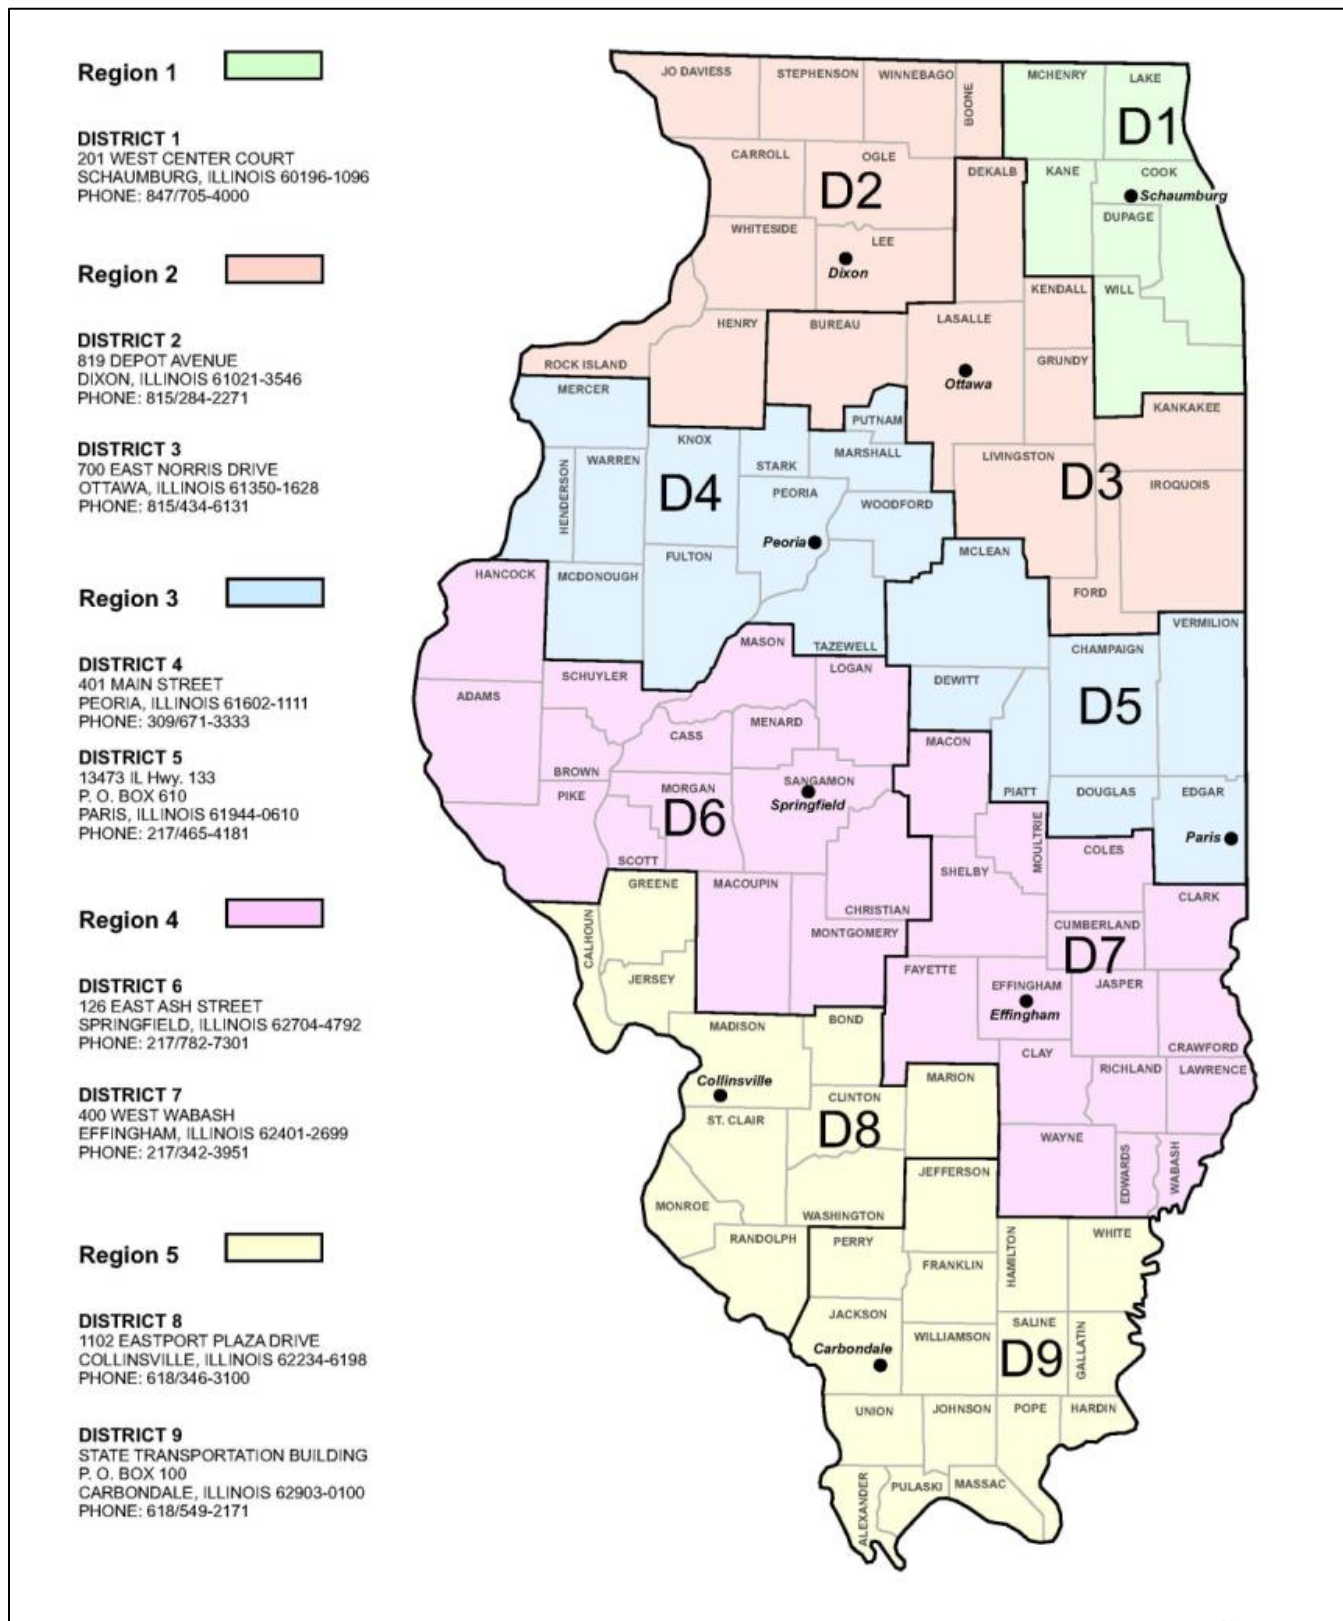 Region 1
DISTRICT 1
201 WEST CENTER COURT
SCHAUMBURG, ILLINOIS 60196-1096
PHONE: 847/705-4000
Region 2
DISTRICT 2
819 DEPOT AVENUE
DIXON, ILLINOIS 61021-3546
PHONE: 815/284-2271
DISTRICT 3
700 EAST NORRIS DRIVE
OTTAWA, ILLINOIS 61350-1628
PHONE: 815/434-6131
Region 3
DISTRICT 4
401 MAIN STREET
PEORIA, ILLINOIS 61602-1111
PHONE: 309/671-3333
DISTRICT 5
13473 IL Hwy. 133
P. O. BOX 610
PARIS, ILLINOIS 61944-0610
PHONE: 217/465-4181
Region 4
DISTRICT 6
126 EAST ASH STREET
SPRINGFIELD, ILLINOIS 62704-4792
PHONE: 217/782-7301
DISTRICT 7
400 WEST WABASH
EFFINGHAM, ILLINOIS 62401-2699
PHONE: 217/342-3951
Region 5
DISTRICT 8
1102 EASTPORT PLAZA DRIVE
COLLINSVILLE, ILLINOIS 62234-6198
PHONE: 618/346-3100
DISTRICT 9
STATE TRANSPORTATION BUILDING
P. O. BOX 100
CARBONDALE, ILLINOIS 62903-0100
PHONE: 618/549-2171
JO DAVIESS
STEPHENSON
WINNEBAGO
BOONE
MCHENRY
LAKE
D1
CARROLL
OGLE
D2
DEKALB
KANE
COOK
Schaumburg
DUPAGE
WHITESIDE
LEE
Dixon
KENDALL
WILL
HENRY
BUREAU
LASALLE
ROCK ISLAND
GRUNDY
Ottawa
MERCER
KANKAKEE
PUTNAM
KNOX
STARK
MARSHALL
LIVINGSTON
D3
HENDERSON
WARREN
D4
PEORIA
WOODFORD
IROQUOIS
Peoria
FULTON
MCLEAN
HANCOCK
MCDONOUGH
FORD
VERMILION
MASON
TAZEWELL
CHAMPAIGN
SCHUYLER
LOGAN
DEWITT
ADAMS
D5
CASS
MENARD
MACON
BROWN
PIKE
MORGAN
SANGAMON
Springfield
PIATT
DOUGLAS
EDGAR
D6
MOULTRIE
Paris
SCOTT
COLES
SHELBY
GREENE
MACOUPIN
CLARK
CHRISTIAN
CALHOUN
MONTGOMERY
CUMBERLAND
D7
FAYETTE
JERSEY
EFFINGHAM
Effingham
JASPER
MADISON
BOND
CLAY
CRAWFORD
RICHLAND
LAWRENCE
Collinsville
MARION
CLINTON
ST. CLAIR
D8
WAYNE
EDWARDS
WABASH
JEFFERSON
MONROE
WASHINGTON
RANDOLPH
PERRY
HAMILTON
WHITE
FRANKLIN
JACKSON
SALINE
WILLIAMSON
GALLATIN
Carbondale
D9
UNION
JOHNSON
POPE
HARDIN
ALEXANDER
PULASKI
MASSAC